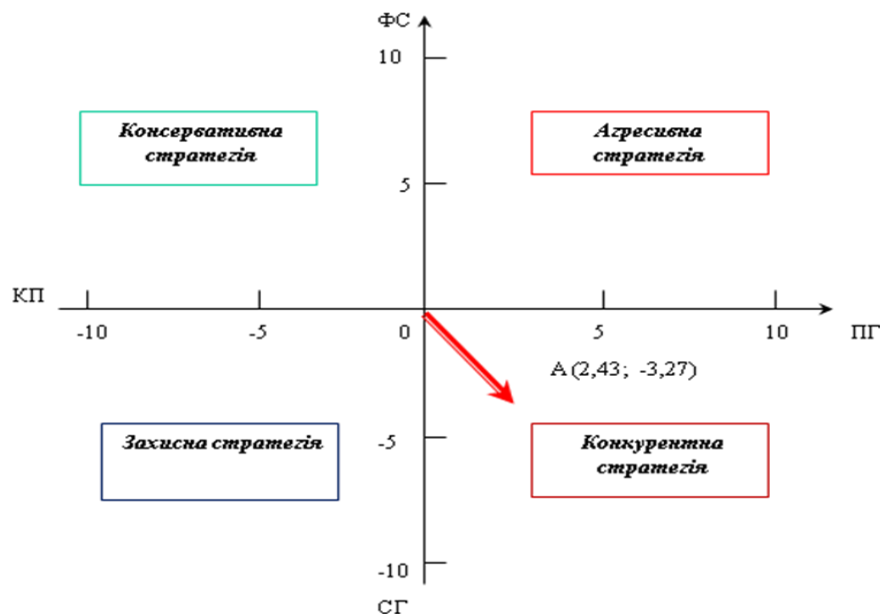 ФС
10
Консервативна
стратегія
Агресивна
стратегія
5
КП
-10
-5
0
5
10
ПГ
А (2,43; -3,27)
Захисна стратегія
-5
Конкурентна
стратегія
-10
СГ